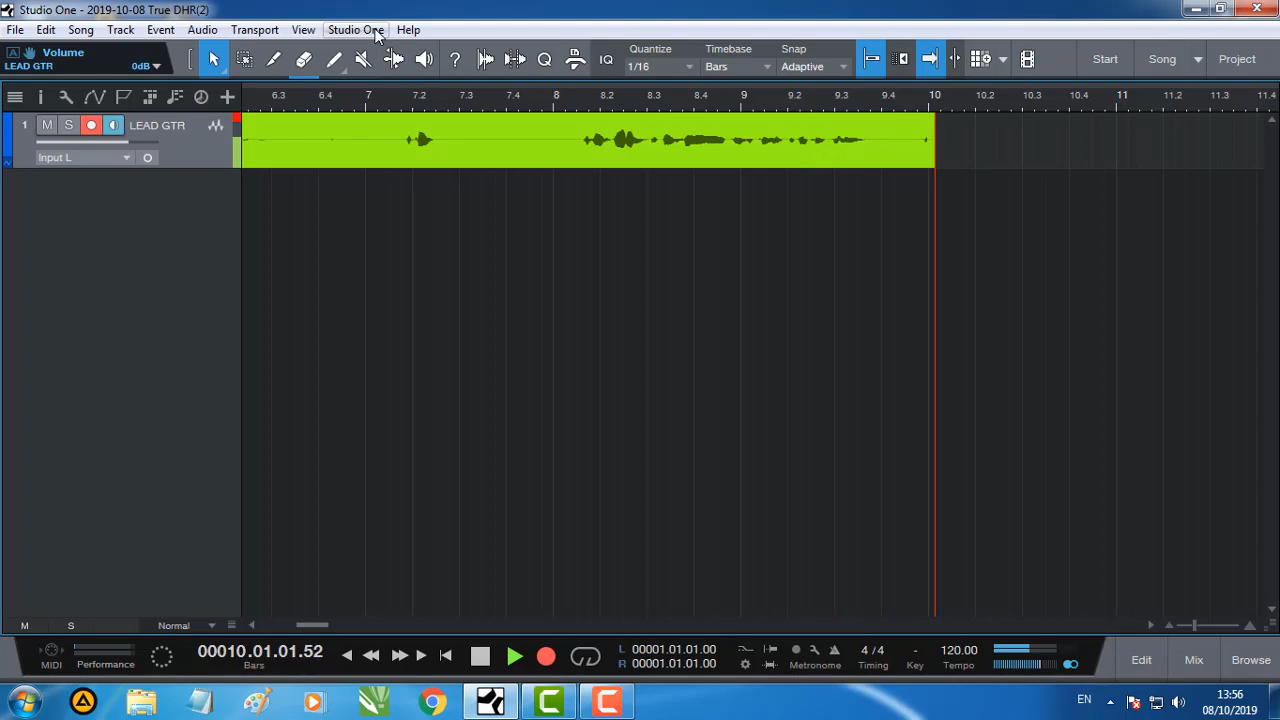 Studio One - 2019-10-08 True DHR(2)
File Edit Song Track Event Audio Transport View Studio One Help
Volume
LEAD GTR 0dB
IQ
Quantize
1/16
Timebase
Bars
Snap
Adaptive
Start Song Project
6.3 6.4 7 7.2 7.3 7.4 8 8.2 8.3 8.4 9 9.2 9.3 9.4 10 10.2 10.3 10.4 11 11.2 11.3 11.4
1 M S LEAD GTR
Input L
M S Normal
MIDI
Performance
00010.01.01.52
Bars
L 00001.01.01.00
R 00001.01.01.00
Metronome
4 / 4
Timing
-
Key
120.00
Tempo
Edit Mix Browse
EN
13:56
08/10/2019